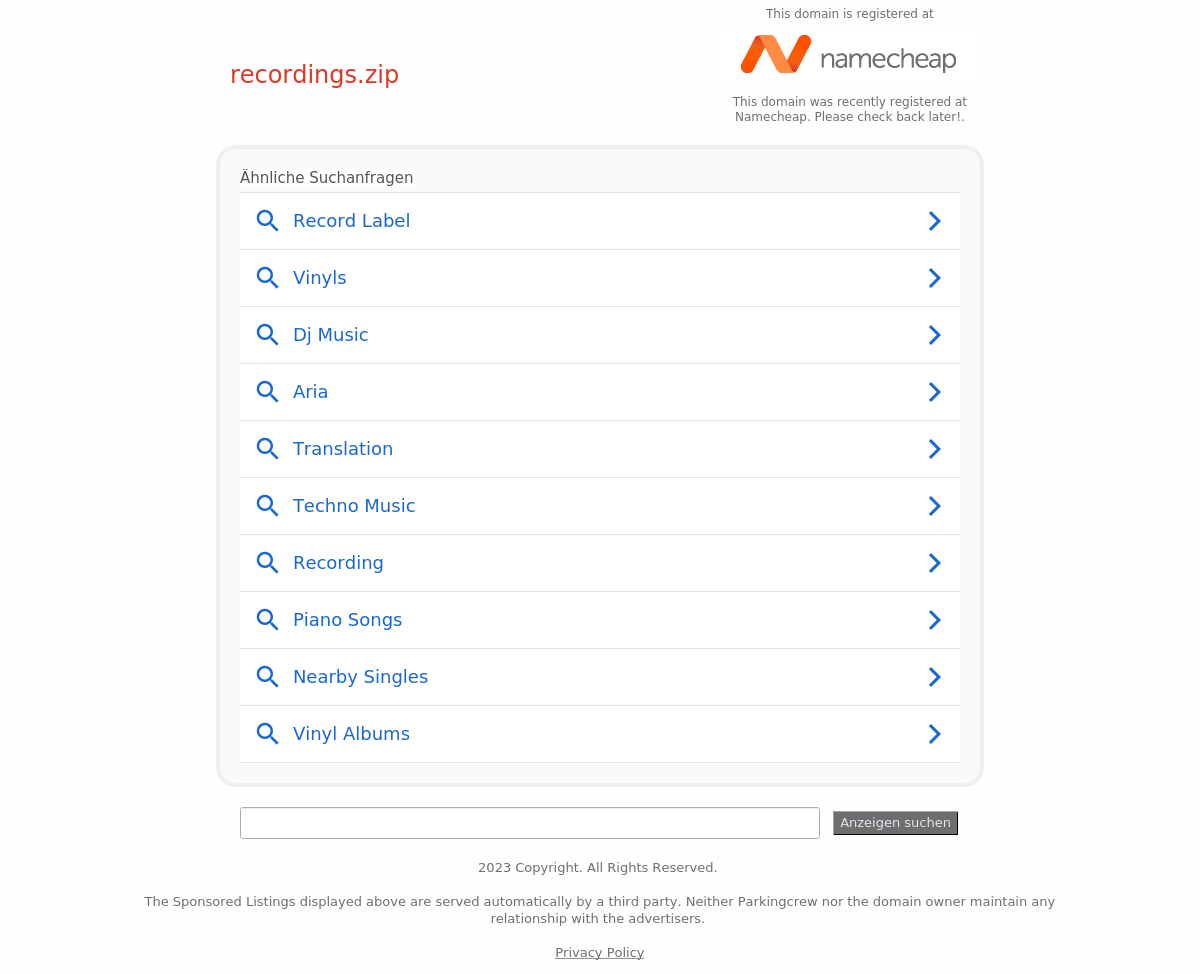 This domain is registered at
namecheap
recordings.zip
This domain was recently registered at
Namecheap. Please check back later!.
Ähnliche Suchanfragen
Record Label
Vinyls
Dj Music
Aria
Translation
Techno Music
Recording
Piano Songs
Nearby Singles
Vinyl Albums
Anzeigen suchen
2023 Copyright. All Rights Reserved.
The Sponsored Listings displayed above are served automatically by a third party. Neither Parkingcrew nor the domain owner maintain any
relationship with the advertisers.
Privacy Policy